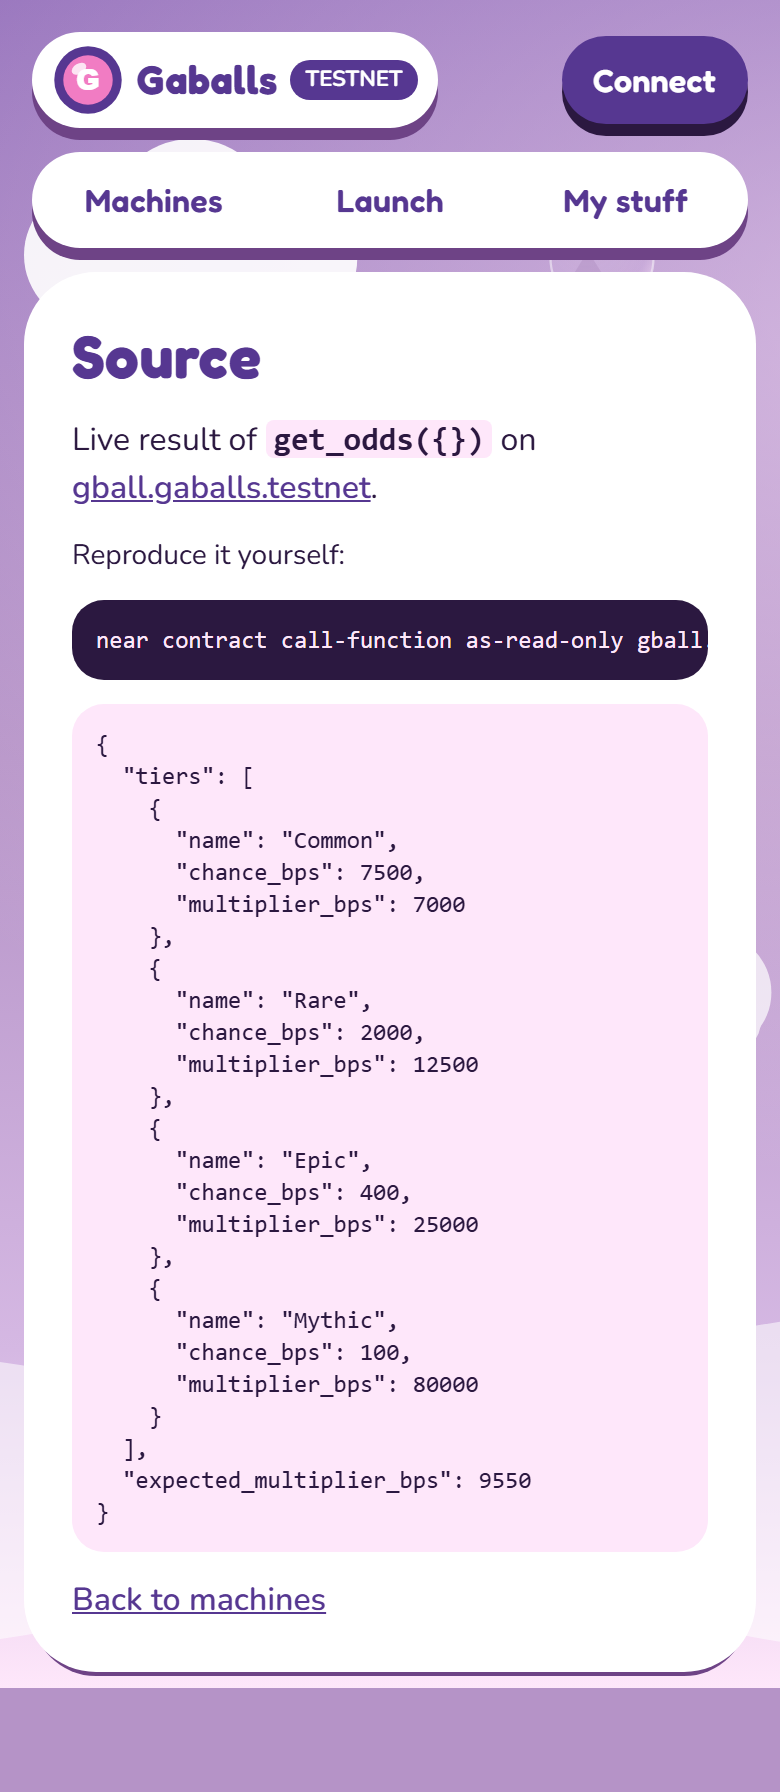 G Gaballs TESTNET
Connect
Machines Launch My stuff
Source
Live result of get_odds({}) on
gball.gaballs.testnet.
Reproduce it yourself:
near contract call-function as-read-only gball.
{
  "tiers": [
    {
      "name": "Common",
      "chance_bps": 7500,
      "multiplier_bps": 7000
    },
    {
      "name": "Rare",
      "chance_bps": 2000,
      "multiplier_bps": 12500
    },
    {
      "name": "Epic",
      "chance_bps": 400,
      "multiplier_bps": 25000
    },
    {
      "name": "Mythic",
      "chance_bps": 100,
      "multiplier_bps": 80000
    }
  ],
  "expected_multiplier_bps": 9550
}
Back to machines